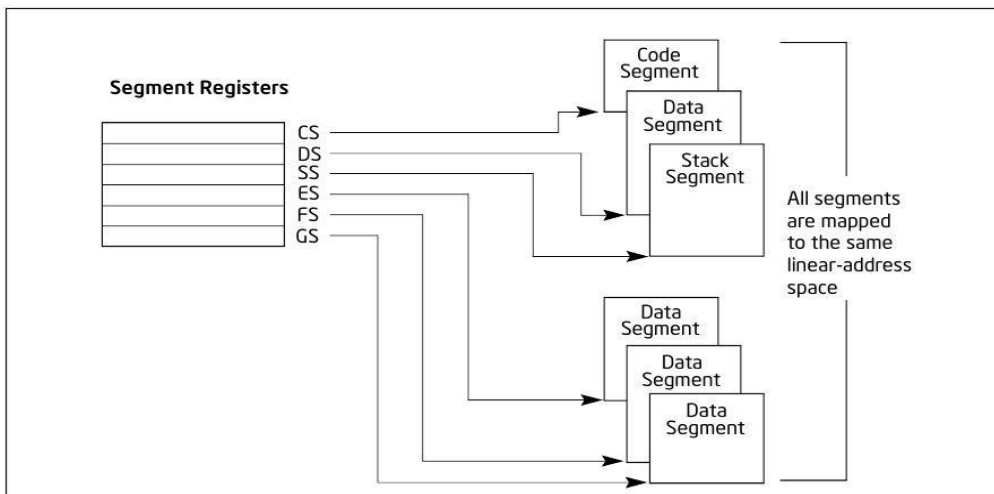 Segment Registers
CS
DS
SS
ES
FS
GS
Code
Segment
Data
Segment
Stack
Segment
Data
Segment
Data
Segment
Data
Segment
All segments
are mapped
to the same
linear-address
space